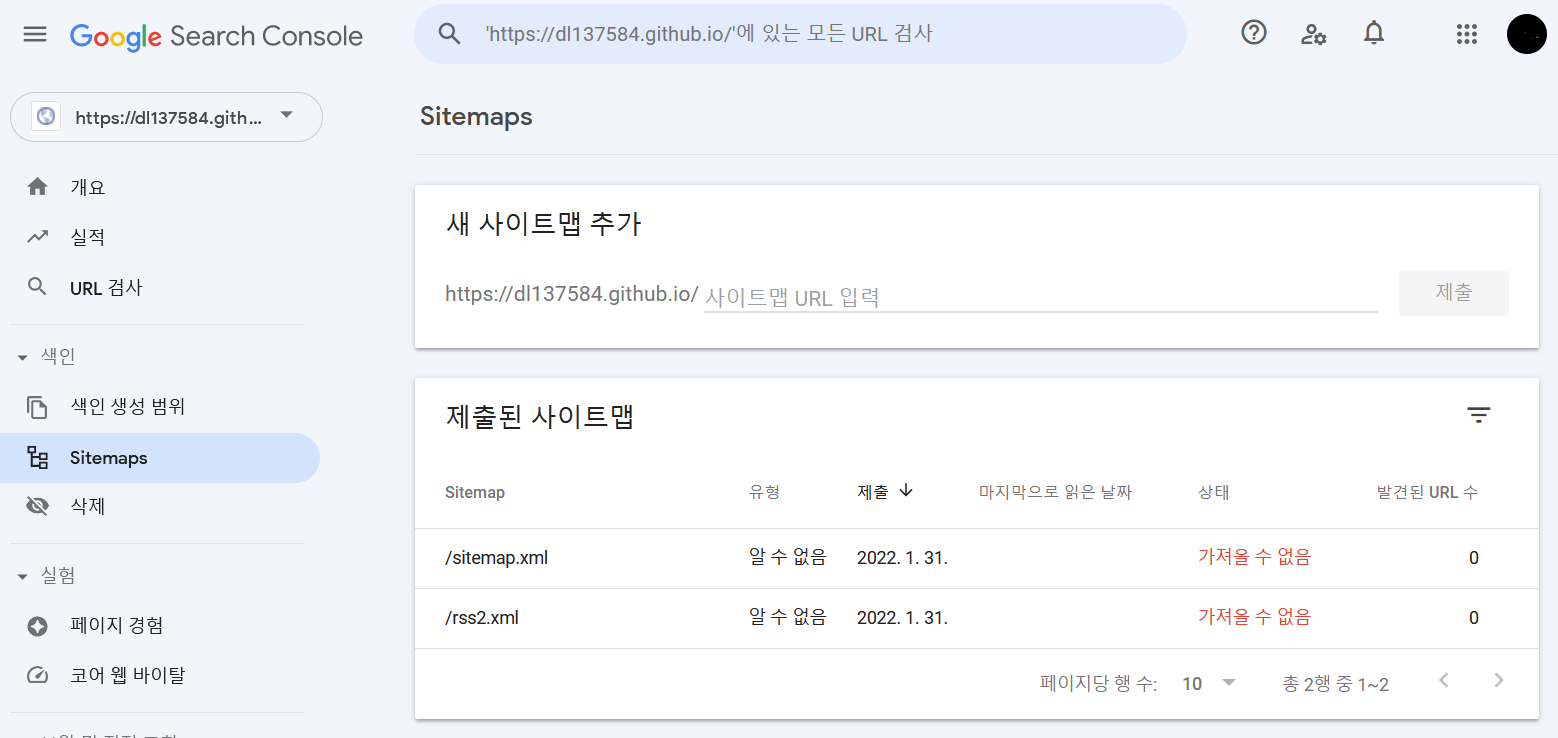 Google Search Console
'https://dl137584.github.io/'에 있는 모든 URL 검사
https://dl137584.gith...
Sitemaps
개요
실적
URL 검사
색인
색인 생성 범위
Sitemaps
삭제
실험
페이지 경험
코어 웹 바이탈
새 사이트맵 추가
https://dl137584.github.io/ 사이트맵 URL 입력
제출
제출된 사이트맵
Sitemap 유형 제출 마지막으로 읽은 날짜 상태 발견된 URL 수
/sitemap.xml 알 수 없음 2022. 1. 31. 가져올 수 없음 0
/rss2.xml 알 수 없음 2022. 1. 31. 가져올 수 없음 0
페이지당 행 수: 10 총 2행 중 1~2